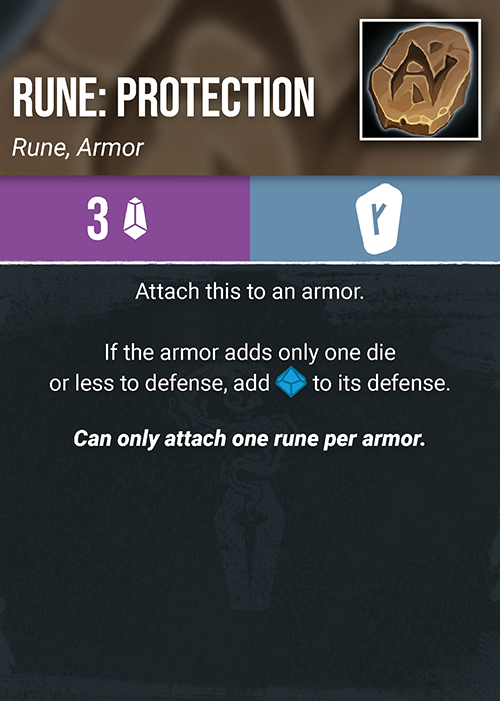 RUNE: PROTECTION
Rune, Armor
3
Attach this to an armor.
If the armor adds only one die
or less to defense, add to its defense.
Can only attach one rune per armor.